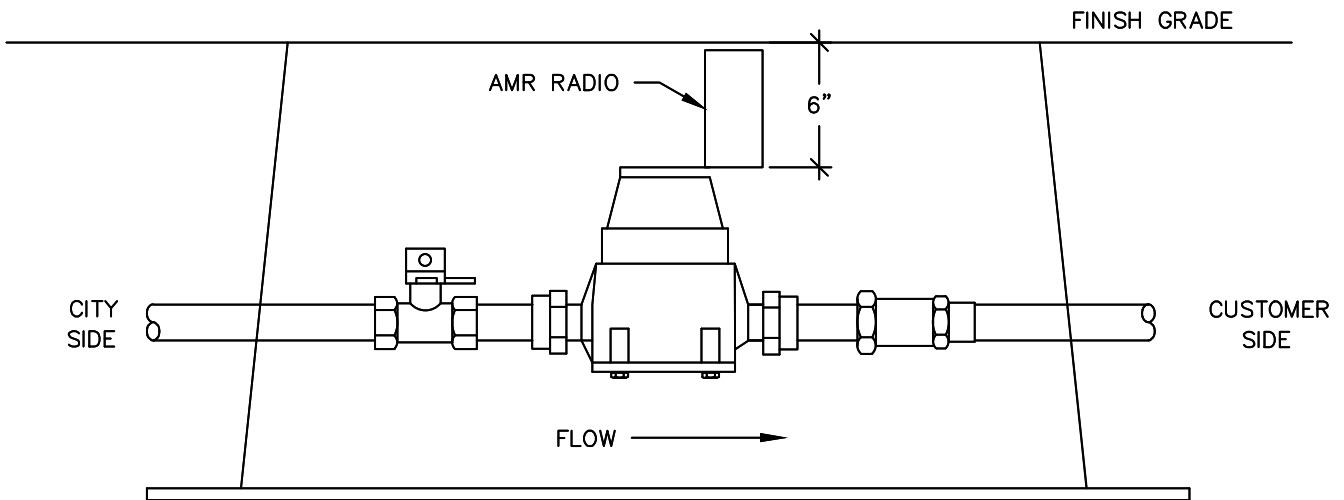 FINISH GRADE
AMR RADIO
6”
CITY
SIDE
CUSTOMER
SIDE
FLOW